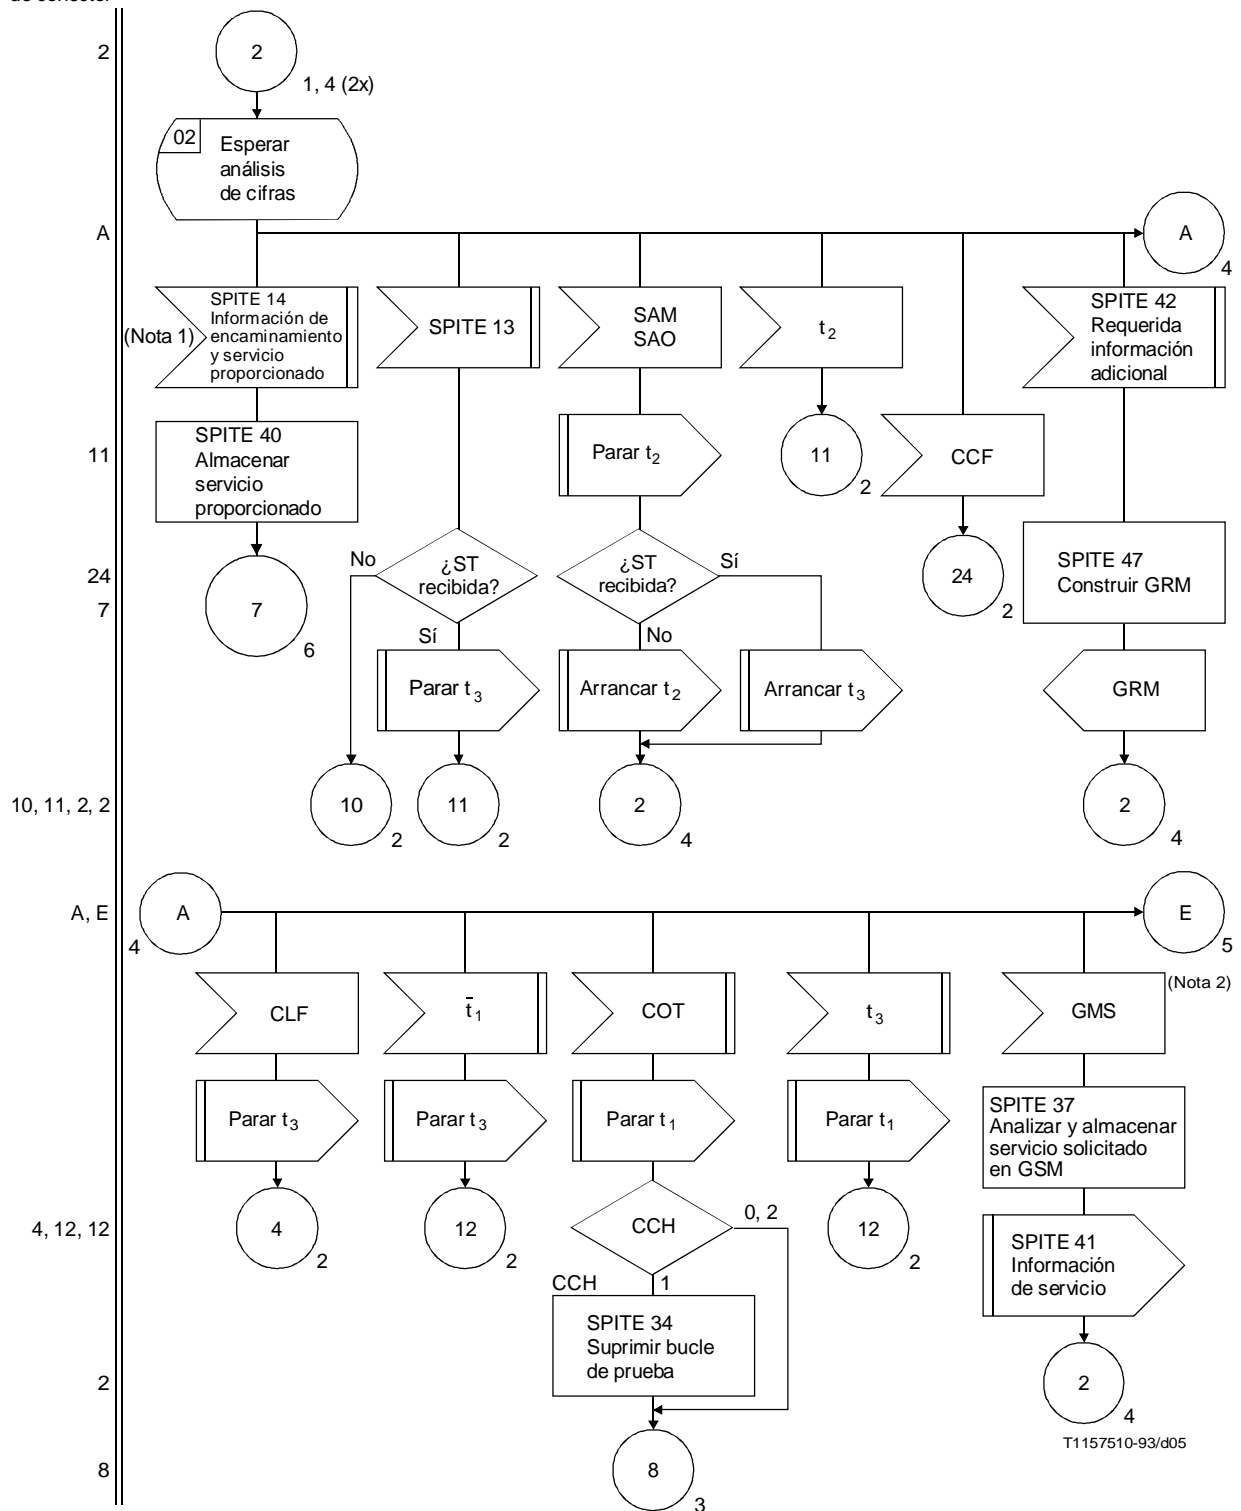 de conector
2
2
1, 4 (2x)
02
Esperar
análisis
de cifras
A
A
4
(Nota 1)
SPITE 14
Información de
encaminamiento
y servicio
proporcionado
SPITE 13
SAM
SAO
t2
SPITE 42
Requerida
información
adicional
11
SPITE 40
Almacenar
servicio
proporcionado
Parar t2
11
2
CCF
24
7
7
6
No
¿ST
recibida?
Sí
¿ST
recibida?
Sí
No
24
2
SPITE 47
Construir GRM
Parar t3
Arrancar t2
Arrancar t3
GRM
10, 11, 2, 2
10
2
11
2
2
4
2
4
A, E
A
4
E
5
(Nota 2)
CLF
t̄1
COT
t3
GMS
Parar t3
Parar t3
Parar t1
Parar t1
SPITE 37
Analizar y almacenar
servicio solicitado
en GSM
4, 12, 12
4
2
12
2
CCH
0, 2
1
12
2
SPITE 41
Información
de servicio
CCH
SPITE 34
Suprimir bucle
de prueba
2
2
4
T1157510-93/d05
8
8
3